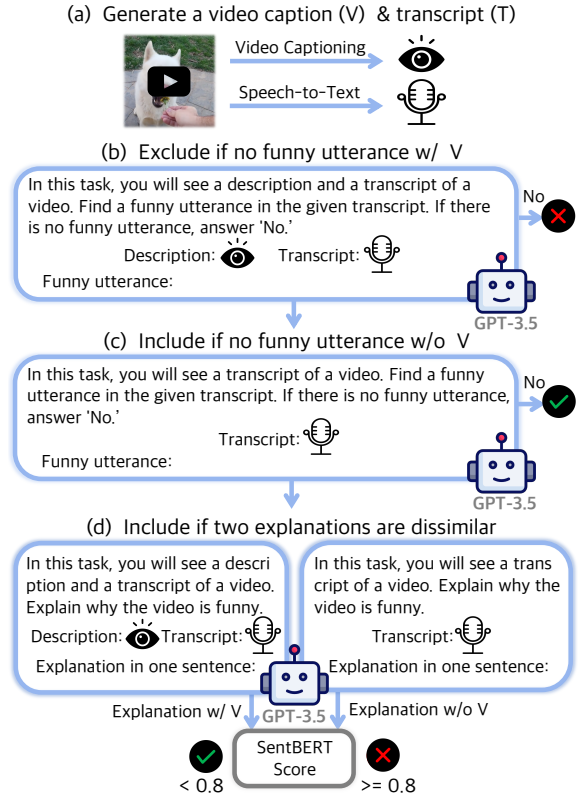 (a) Generate a video caption (V) & transcript (T)
Video Captioning
Speech-to-Text
(b) Exclude if no funny utterance w/ V
In this task, you will see a description and a transcript of a
video. Find a funny utterance in the given transcript. If there
is no funny utterance, answer 'No.’
Description: Transcript:
Funny utterance:
No
GPT-3.5
(c) Include if no funny utterance w/o V
In this task, you will see a transcript of a video. Find a funny
utterance in the given transcript. If there is no funny utterance,
answer 'No.’
Transcript:
Funny utterance:
No
GPT-3.5
(d) Include if two explanations are dissimilar
In this task, you will see a descri
ption and a transcript of a video.
Explain why the video is funny.
Description: Transcript:
Explanation in one sentence:
In this task, you will see a trans
cript of a video. Explain why the
video is funny.
Transcript:
Explanation in one sentence:
GPT-3.5
Explanation w/ V
Explanation w/o V
SentBERT
Score
< 0.8
>= 0.8